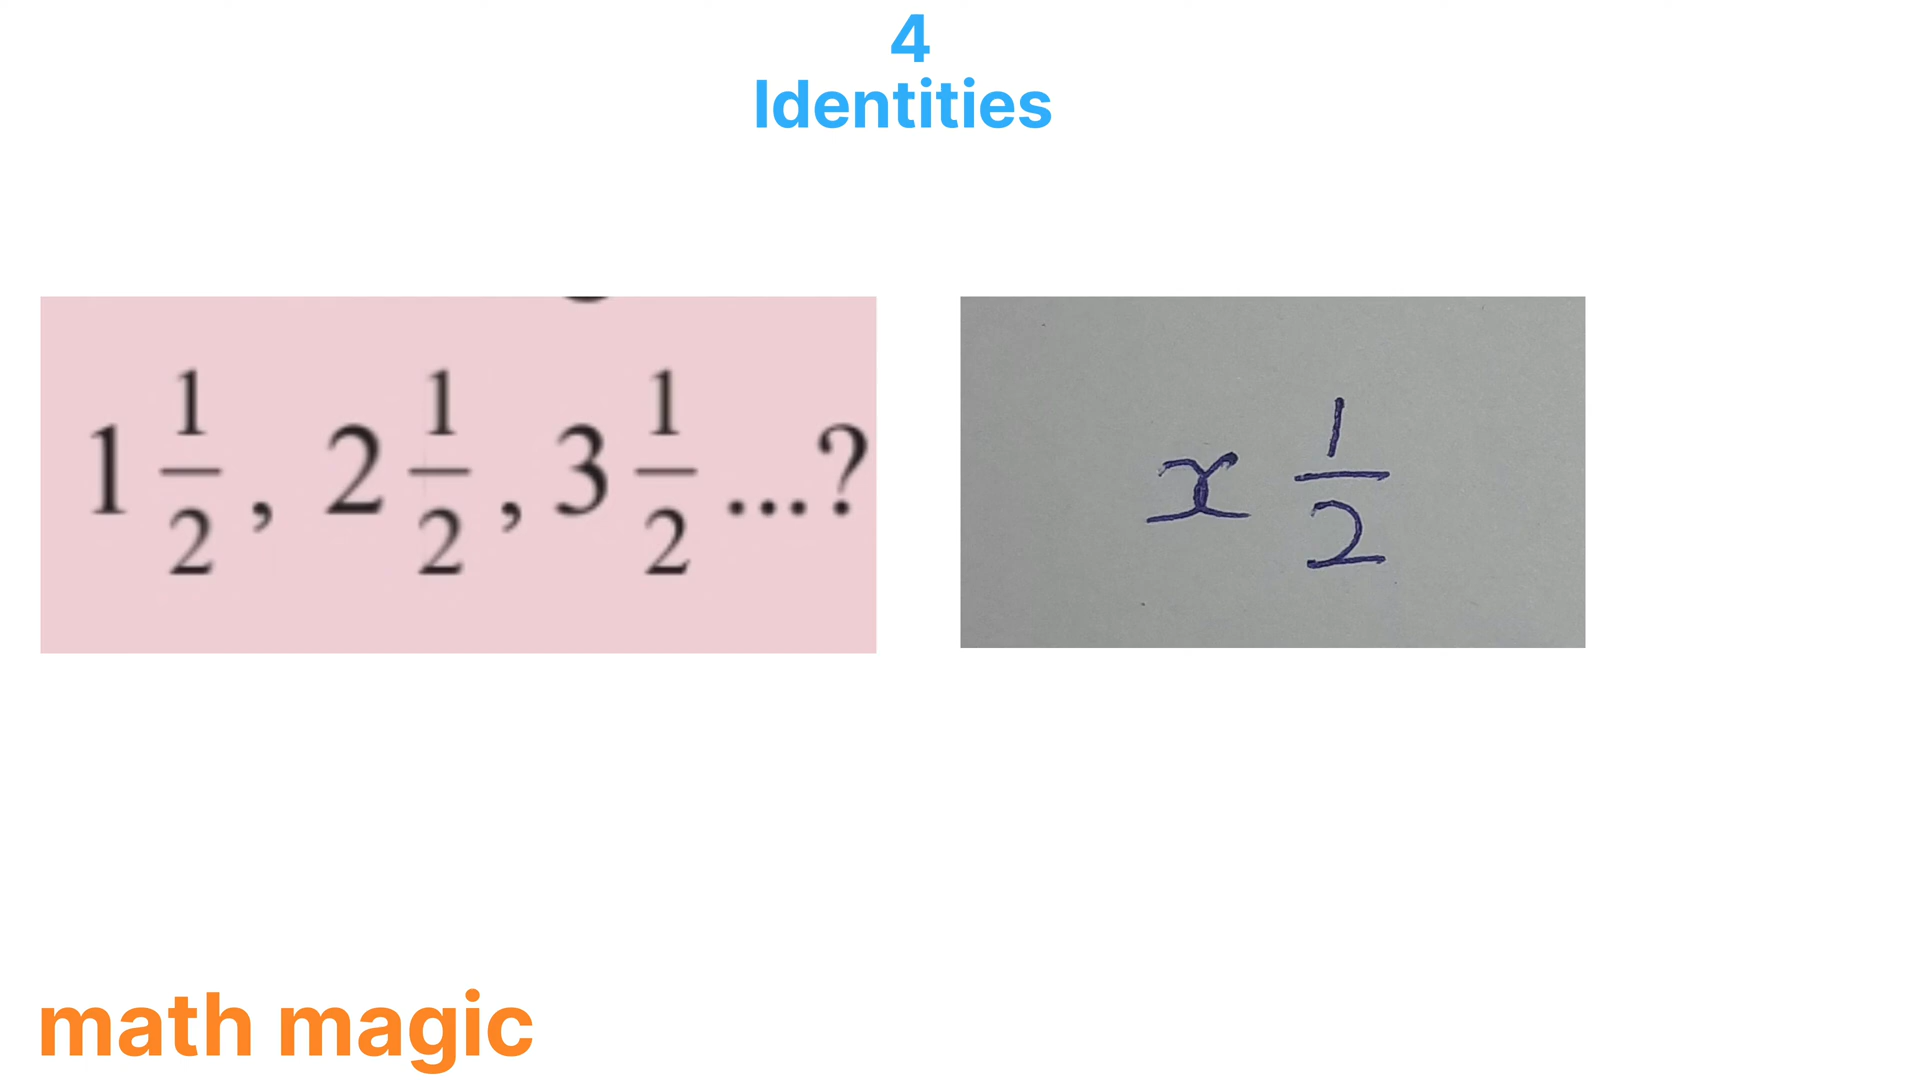 4
Identities
1 1/2, 2 1/2, 3 1/2 ...?
x 1/2
math magic